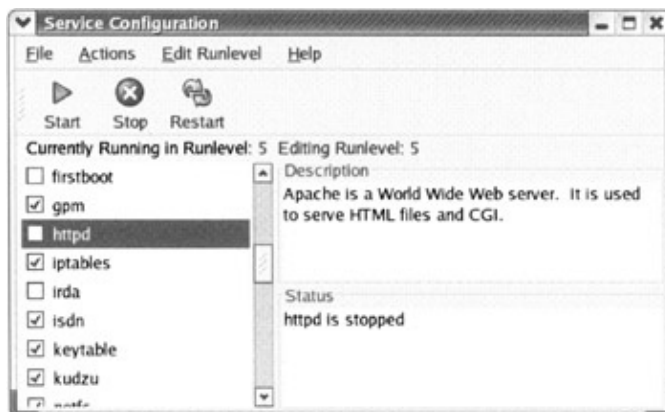 Service Configuration
File Actions Edit Runlevel Help
Start Stop Restart
Currently Running in Runlevel: 5 Editing Runlevel: 5
firstboot
gpm
httpd
iptables
irda
isdn
keytable
kudzu
Description
Apache is a World Wide Web server. It is used
to serve HTML files and CGI.
Status
httpd is stopped